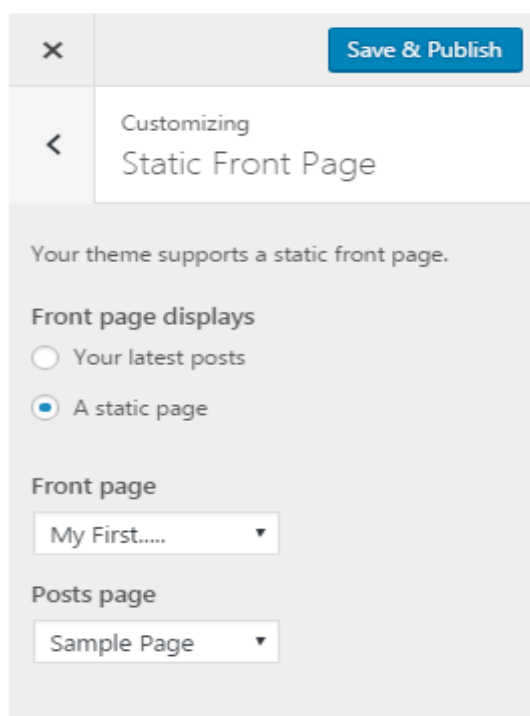 Save & Publish
Customizing
Static Front Page
Your theme supports a static front page.
Front page displays
Your latest posts
A static page
Front page
My First.....
Posts page
Sample Page